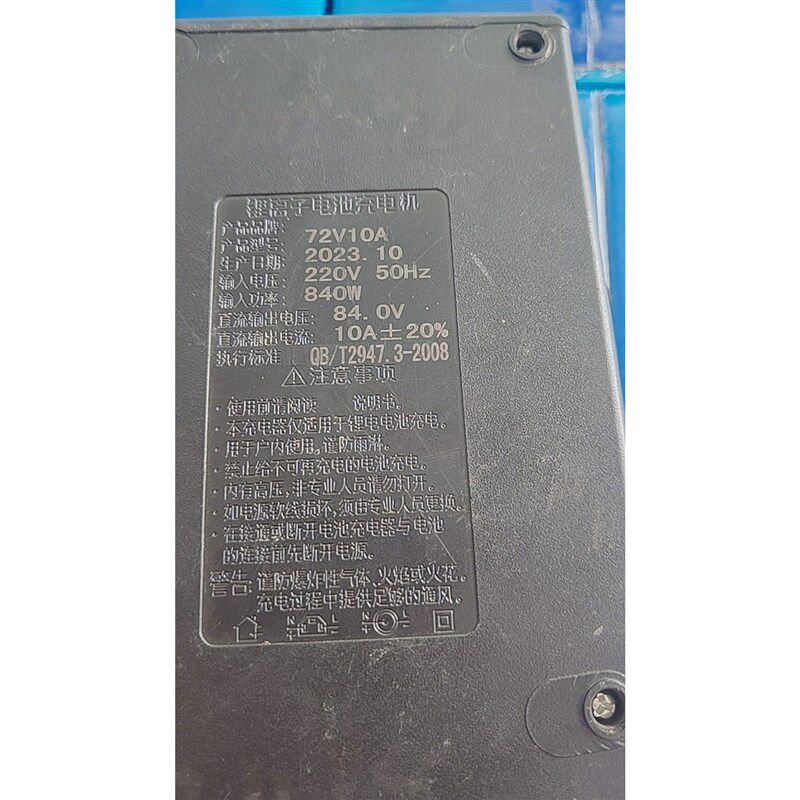 锂离子电池充电机
产品品牌:
产品型号: 72V10A
生产日期: 2023.10
输入电压: 220V 50Hz
输入功率: 840W
直流输出电压: 84.0V
直流输出电流: 10A±20%
执行标准 QB/T2947.3-2008
⚠注意事项
·使用前请阅读 说明书。
·本充电器仅适用于锂电电池充电。
·用于户内使用,谨防雨淋。
·禁止给不可再充电的电池充电。
·内有高压,非专业人员请勿打开。
·如电源软线损坏,须由专业人员更换。
·在接通或断开电池充电器与电池
的连接前先断开电源。
警告:谨防爆炸性气体、火焰或火花。
充电过程中提供足够的通风。